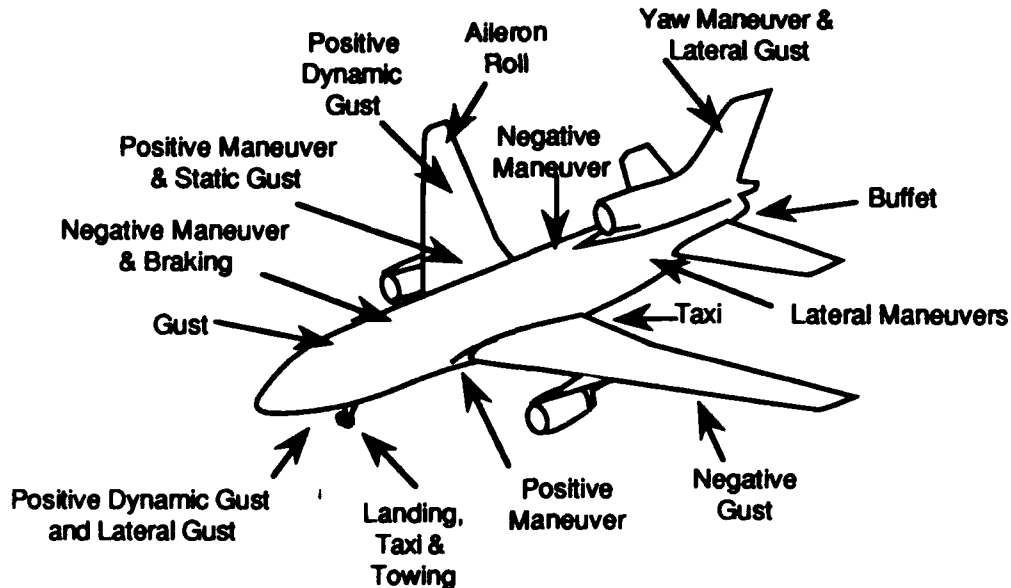 Positive
Dynamic
Gust
Aileron
Roll
Yaw Maneuver &
Lateral Gust
Positive Maneuver
& Static Gust
Negative
Maneuver
Buffet
Negative Maneuver
& Braking
Gust
Taxi
Lateral Maneuvers
Positive Dynamic Gust
and Lateral Gust
Landing,
Taxi &
Towing
Positive
Maneuver
Negative
Gust